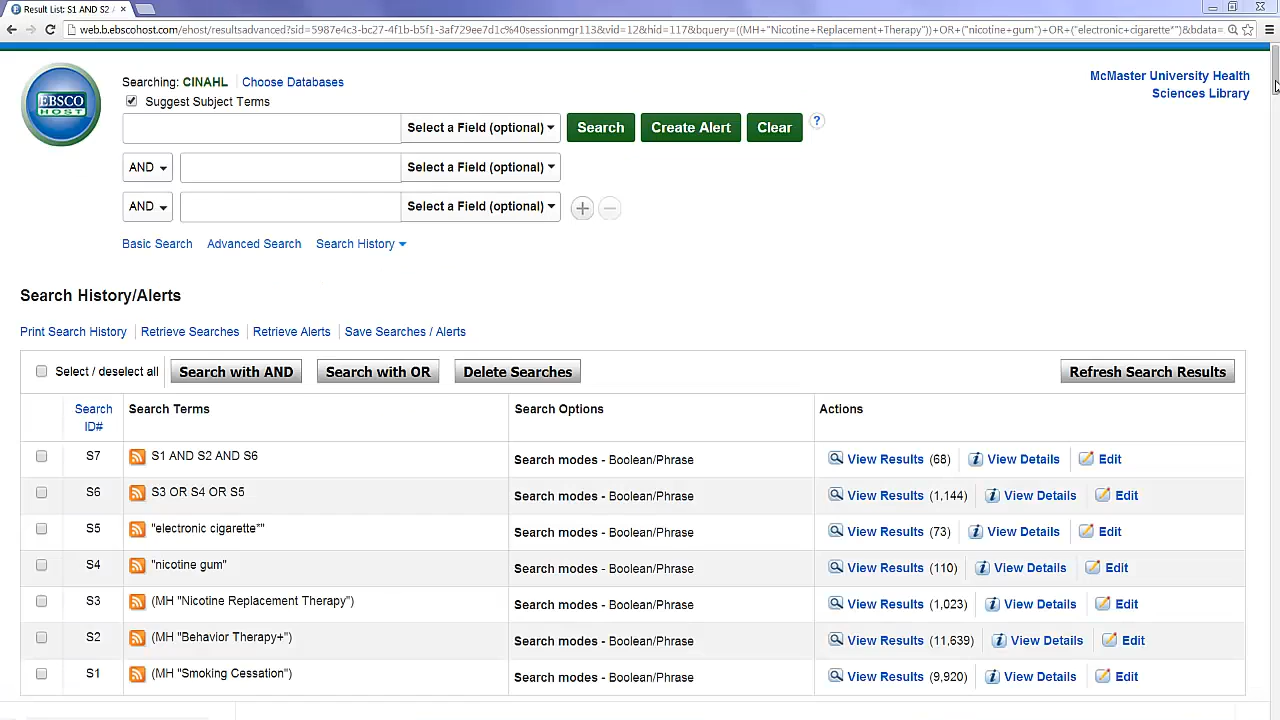 Result List: S1 AND S2
web.b.ebscohost.com/ehost/resultsadvanced?sid=5987e4c3-bc27-4f1b-b5f1-3af729ee7d1c%40sessionmgr113&vid=12&hid=117&bquery=((MH+"Nicotine+Replacement+Therapy"))+OR+("nicotine+gum")+OR+("electronic+cigarette*")&bdata=
EBSCO HOST
Searching: CINAHL Choose Databases
McMaster University Health Sciences Library
Suggest Subject Terms
Select a Field (optional) Search Create Alert Clear ?
AND Select a Field (optional)
AND Select a Field (optional)
Basic Search Advanced Search Search History
Search History/Alerts
Print Search History Retrieve Searches Retrieve Alerts Save Searches / Alerts
Select / deselect all Search with AND Search with OR Delete Searches Refresh Search Results
Search ID# Search Terms Search Options Actions
S7 S1 AND S2 AND S6 Search modes - Boolean/Phrase View Results (68) View Details Edit
S6 S3 OR S4 OR S5 Search modes - Boolean/Phrase View Results (1,144) View Details Edit
S5 "electronic cigarette*" Search modes - Boolean/Phrase View Results (73) View Details Edit
S4 "nicotine gum" Search modes - Boolean/Phrase View Results (110) View Details Edit
S3 (MH "Nicotine Replacement Therapy") Search modes - Boolean/Phrase View Results (1,023) View Details Edit
S2 (MH "Behavior Therapy+") Search modes - Boolean/Phrase View Results (11,639) View Details Edit
S1 (MH "Smoking Cessation") Search modes - Boolean/Phrase View Results (9,920) View Details Edit